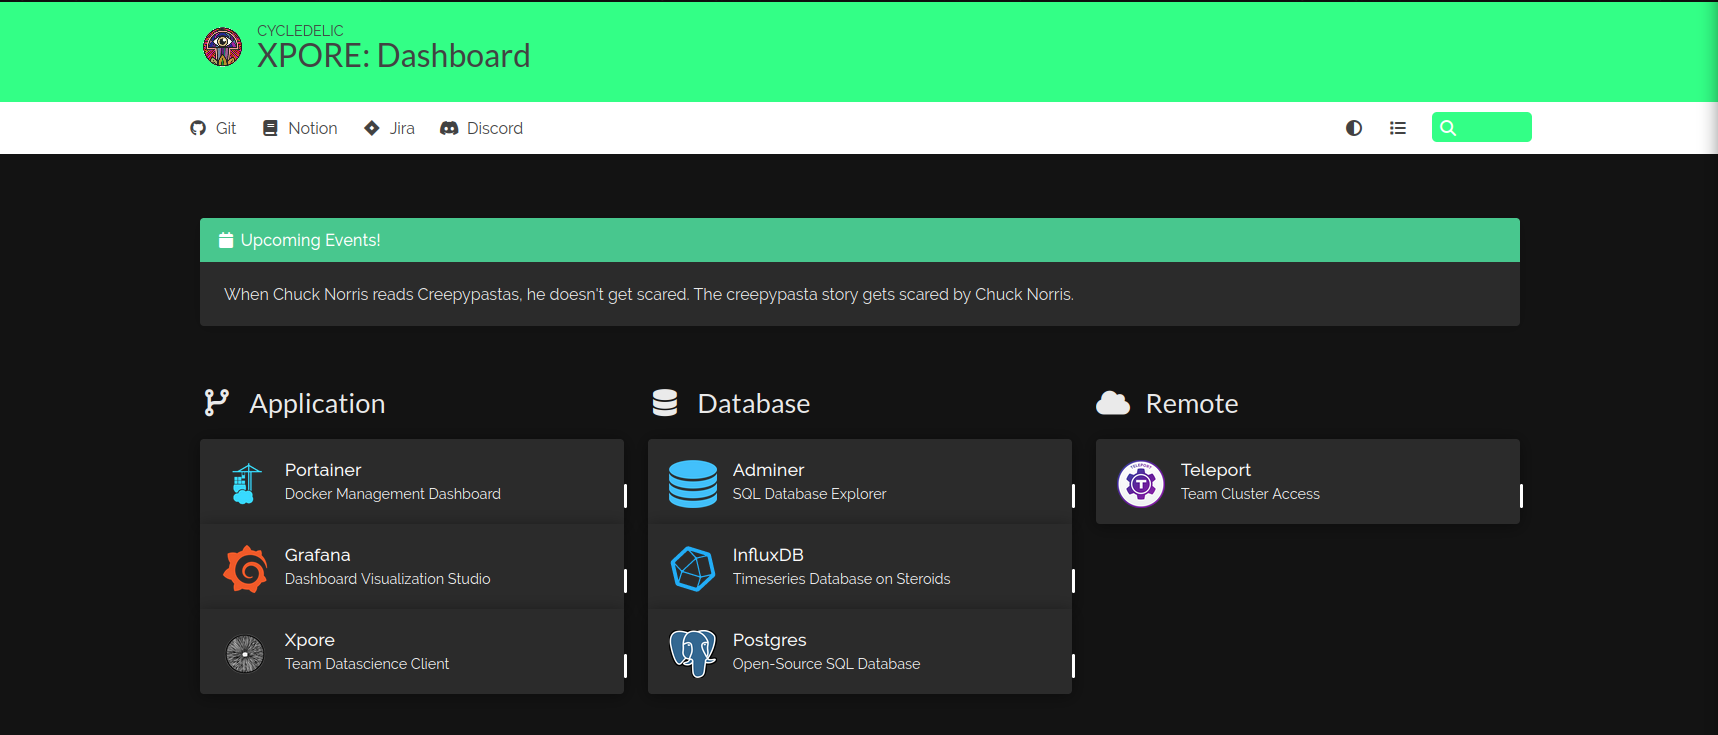 CYCLEDELIC
XPORE: Dashboard
Git
Notion
Jira
Discord
Upcoming Events!
When Chuck Norris reads Creepypastas, he doesn't get scared. The creepypasta story gets scared by Chuck Norris.
Application
Portainer
Docker Management Dashboard
Grafana
Dashboard Visualization Studio
Xpore
Team Datascience Client
Database
Adminer
SQL Database Explorer
InfluxDB
Timeseries Database on Steroids
Postgres
Open-Source SQL Database
Remote
TELEPORT
T
Teleport
Team Cluster Access